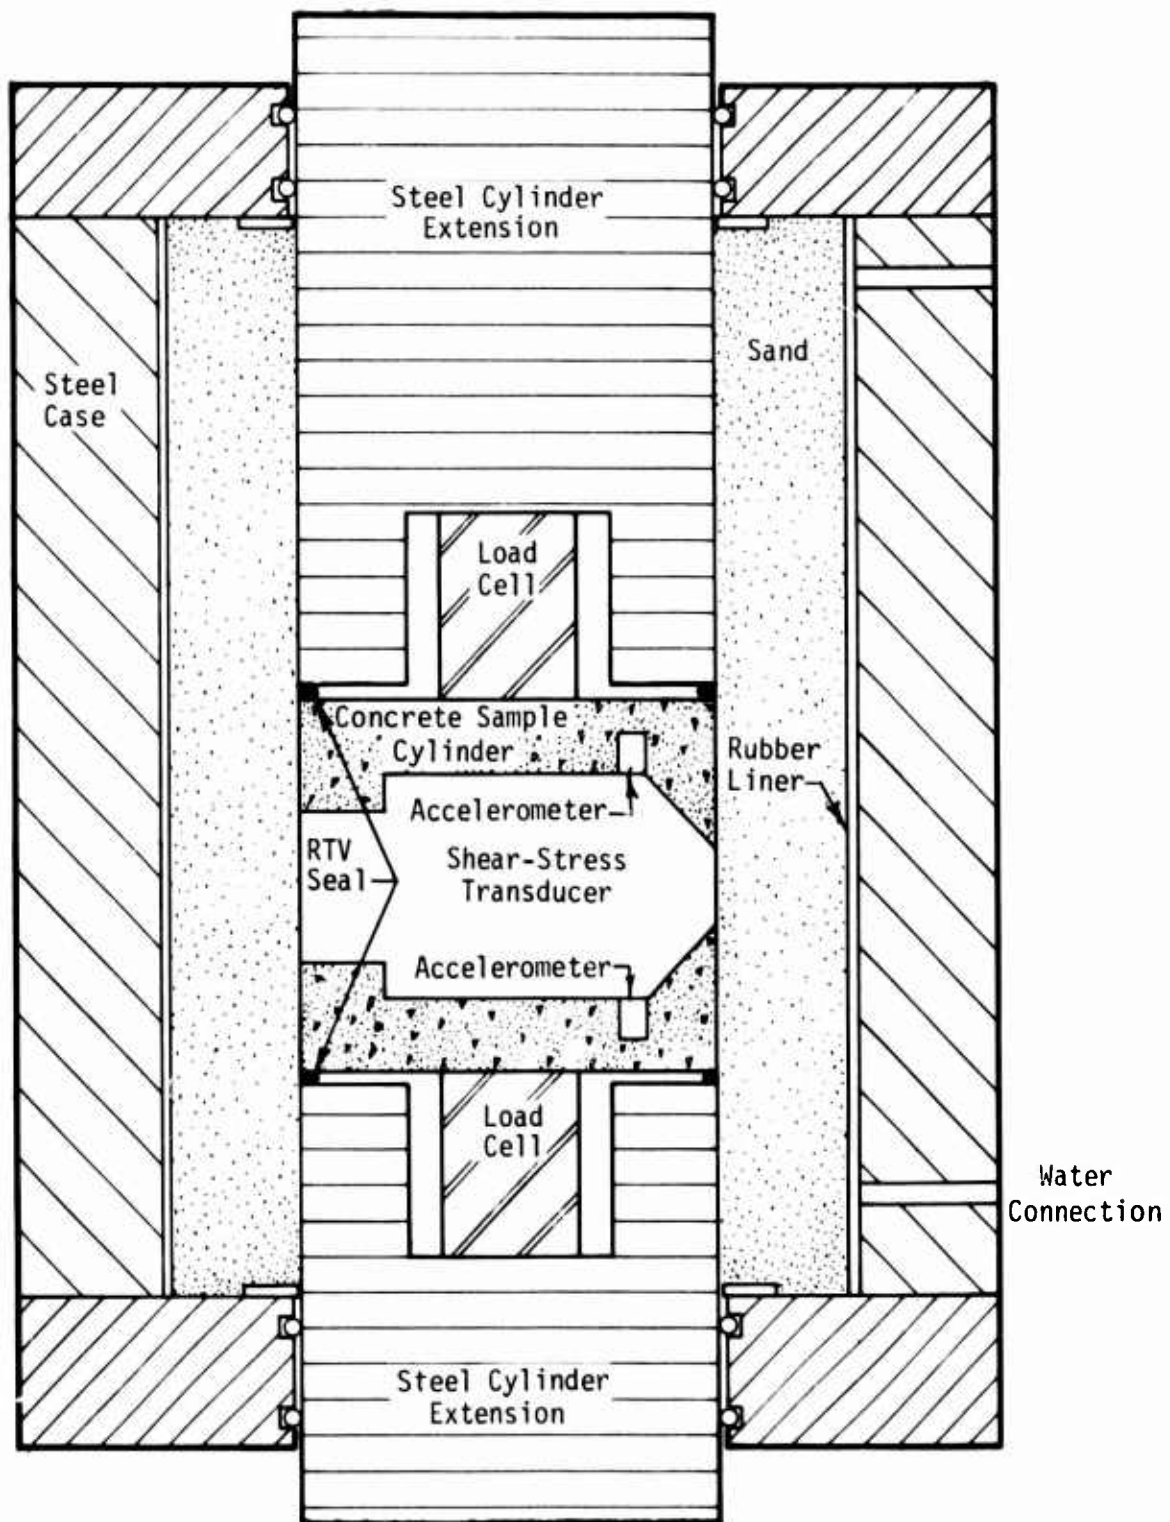 Steel Cylinder
Extension
Sand
Steel
Case
Load
Cell
Concrete Sample
Cylinder
Rubber
Liner
Accelerometer
RTV
Seal
Shear-Stress
Transducer
Accelerometer
Load
Cell
Water
Connection
Steel Cylinder
Extension